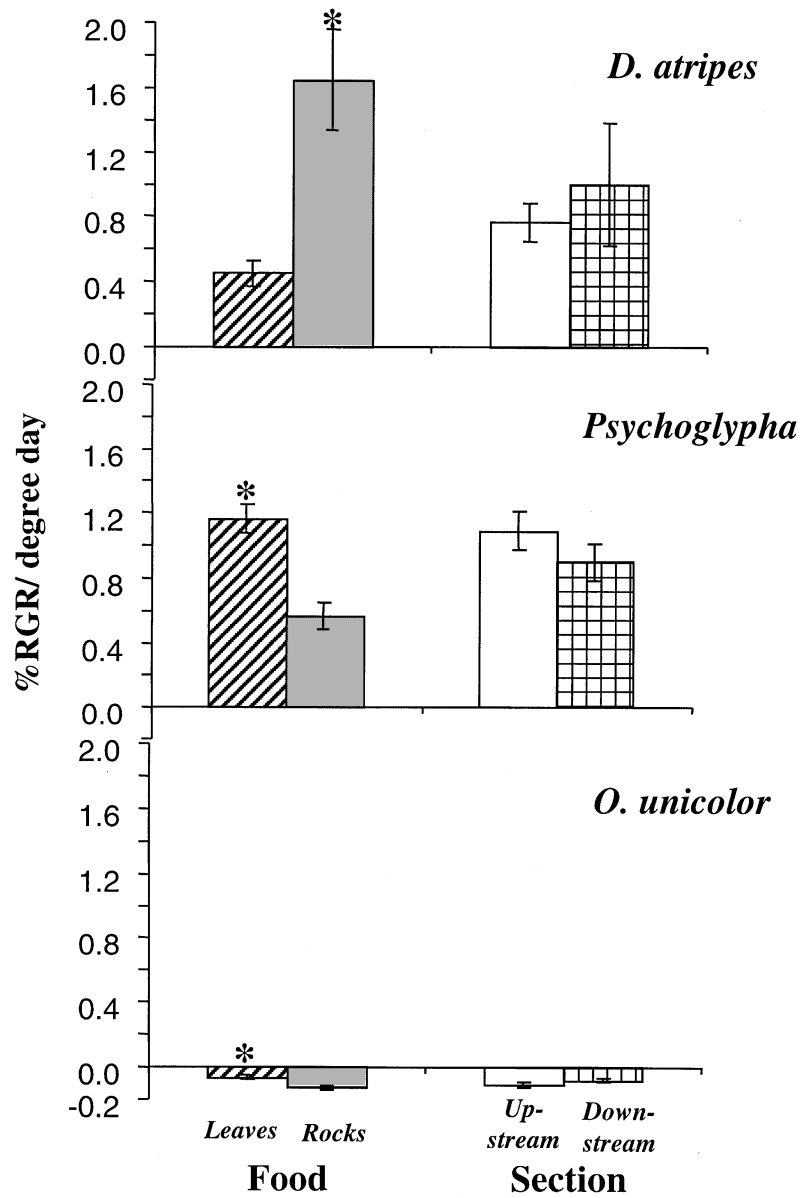 2.0
*
D. atripes
1.6
1.2
0.8
0.4
0.0
%RGR/ degree day
2.0
Psychoglypha
1.6
*
1.2
0.8
0.4
0.0
2.0
O. unicolor
1.6
1.2
0.8
0.4
*
0.0
-0.2
Leaves Rocks
Up-
stream
Down-
stream
Food
Section